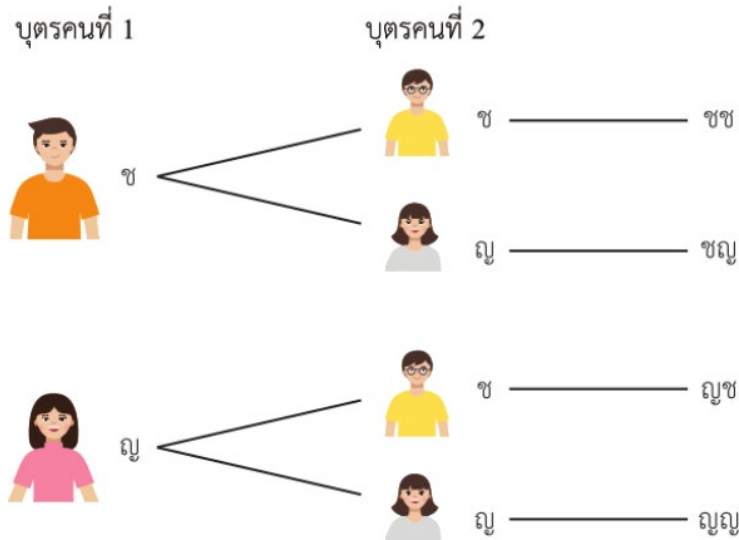 บุตรคนที่ 1 บุตรคนที่ 2
ช ชช
ช
ญ ชญ
ช ญช
ญ
ญ ญญ